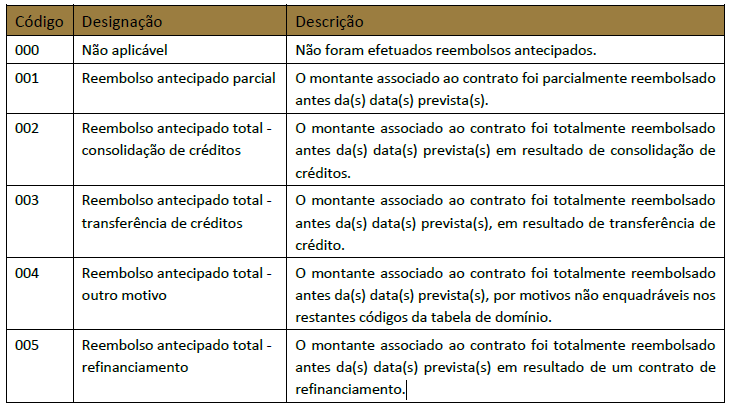 Código Designação Descrição
000 Não aplicável Não foram efetuados reembolsos antecipados.
001 Reembolso antecipado parcial O montante associado ao contrato foi parcialmente reembolsado
antes da(s) data(s) prevista(s).
002 Reembolso antecipado total - O montante associado ao contrato foi totalmente reembolsado
consolidação de créditos antes da(s) data(s) prevista(s) em resultado de consolidação de
créditos.
003 Reembolso antecipado total - O montante associado ao contrato foi totalmente reembolsado
transferência de créditos antes da(s) data(s) prevista(s), em resultado de transferência de
crédito.
004 Reembolso antecipado total - O montante associado ao contrato foi totalmente reembolsado
outro motivo antes da(s) data(s) prevista(s), por motivos não enquadráveis nos
restantes códigos da tabela de domínio.
005 Reembolso antecipado total - O montante associado ao contrato foi totalmente reembolsado
refinanciamento antes da(s) data(s) prevista(s) em resultado de um contrato de
refinanciamento.